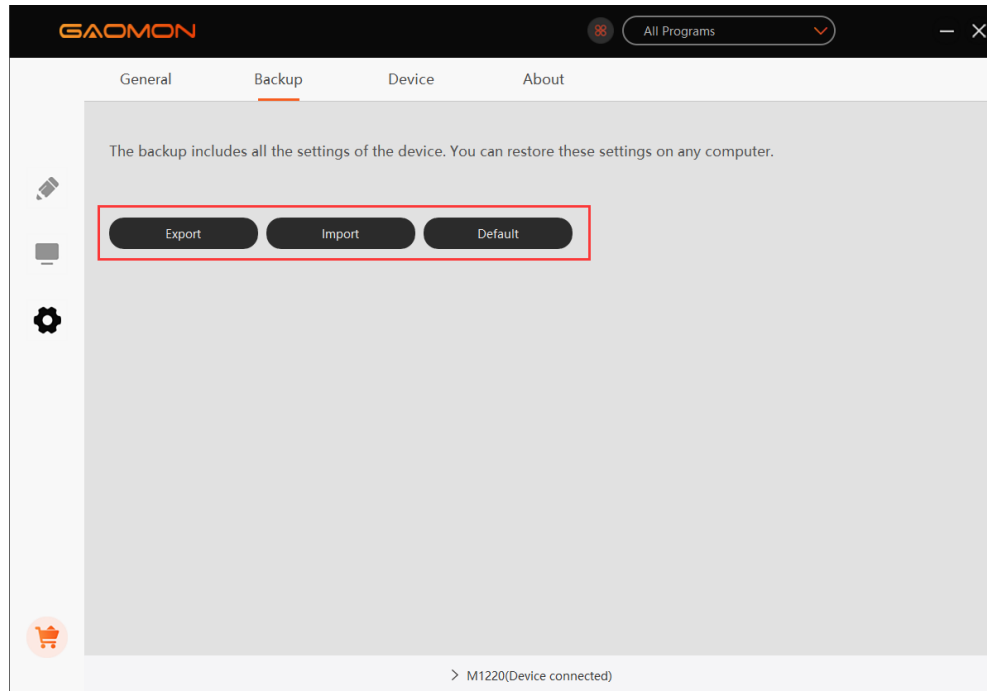 GAOMON
All Programs
General Backup Device About
The backup includes all the settings of the device. You can restore these settings on any computer.
Export Import Default
M1220(Device connected)